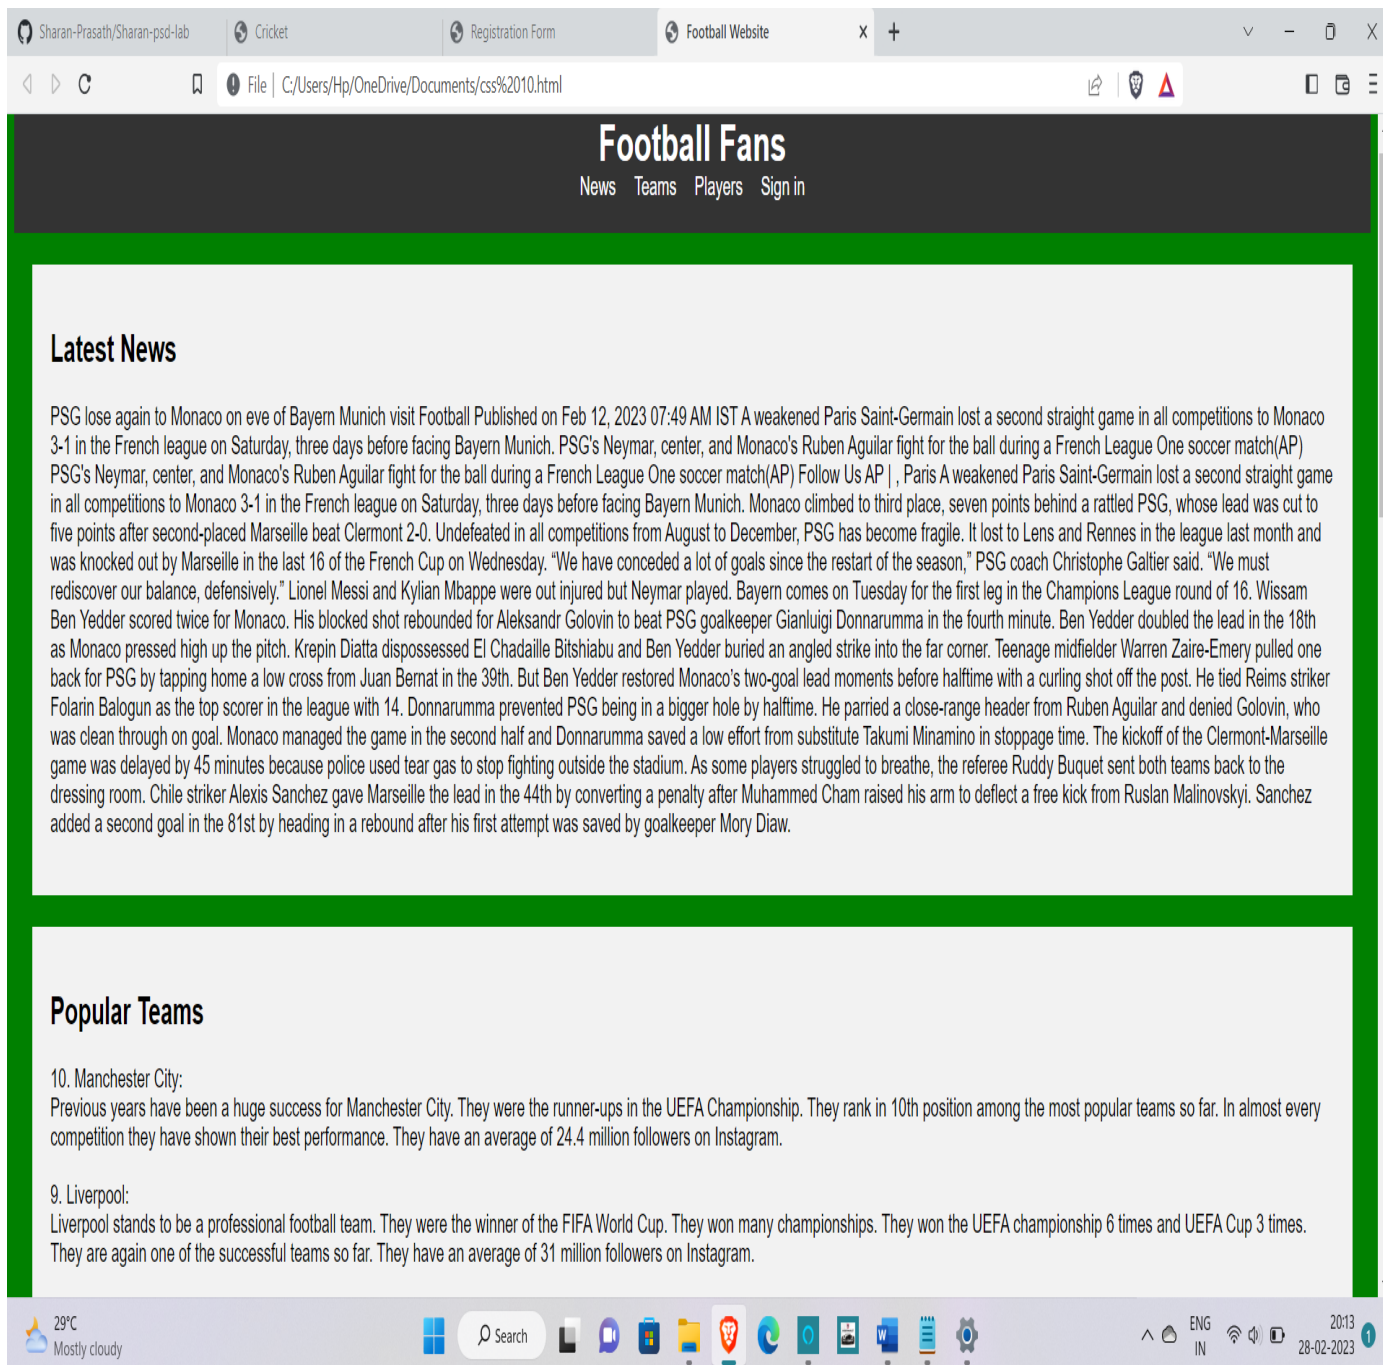 Sharan-Prasath/Sharan-psd-lab
Cricket
Registration Form
Football Website
File | C:/Users/Hp/OneDrive/Documents/css%2010.html
Football Fans
News Teams Players Sign in
Latest News
PSG lose again to Monaco on eve of Bayern Munich visit Football Published on Feb 12, 2023 07:49 AM IST A weakened Paris Saint-Germain lost a second straight game in all competitions to Monaco
3-1 in the French league on Saturday, three days before facing Bayern Munich. PSG's Neymar, center, and Monaco's Ruben Aguilar fight for the ball during a French League One soccer match(AP)
PSG's Neymar, center, and Monaco's Ruben Aguilar fight for the ball during a French League One soccer match(AP) Follow Us AP | , Paris A weakened Paris Saint-Germain lost a second straight game
in all competitions to Monaco 3-1 in the French league on Saturday, three days before facing Bayern Munich. Monaco climbed to third place, seven points behind a rattled PSG, whose lead was cut to
five points after second-placed Marseille beat Clermont 2-0. Undefeated in all competitions from August to December, PSG has become fragile. It lost to Lens and Rennes in the league last month and
was knocked out by Marseille in the last 16 of the French Cup on Wednesday. “We have conceded a lot of goals since the restart of the season,” PSG coach Christophe Galtier said. “We must
rediscover our balance, defensively.” Lionel Messi and Kylian Mbappe were out injured but Neymar played. Bayern comes on Tuesday for the first leg in the Champions League round of 16. Wissam
Ben Yedder scored twice for Monaco. His blocked shot rebounded for Aleksandr Golovin to beat PSG goalkeeper Gianluigi Donnarumma in the fourth minute. Ben Yedder doubled the lead in the 18th
as Monaco pressed high up the pitch. Krepin Diatta dispossessed El Chadaille Bitshiabu and Ben Yedder buried an angled strike into the far corner. Teenage midfielder Warren Zaire-Emery pulled one
back for PSG by tapping home a low cross from Juan Bernat in the 39th. But Ben Yedder restored Monaco’s two-goal lead moments before halftime with a curling shot off the post. He tied Reims striker
Folarin Balogun as the top scorer in the league with 14. Donnarumma prevented PSG being in a bigger hole by halftime. He parried a close-range header from Ruben Aguilar and denied Golovin, who
was clean through on goal. Monaco managed the game in the second half and Donnarumma saved a low effort from substitute Takumi Minamino in stoppage time. The kickoff of the Clermont-Marseille
game was delayed by 45 minutes because police used tear gas to stop fighting outside the stadium. As some players struggled to breathe, the referee Ruddy Buquet sent both teams back to the
dressing room. Chile striker Alexis Sanchez gave Marseille the lead in the 44th by converting a penalty after Muhammed Cham raised his arm to deflect a free kick from Ruslan Malinovskyi. Sanchez
added a second goal in the 81st by heading in a rebound after his first attempt was saved by goalkeeper Mory Diaw.
Popular Teams
10. Manchester City:
Previous years have been a huge success for Manchester City. They were the runner-ups in the UEFA Championship. They rank in 10th position among the most popular teams so far. In almost every
competition they have shown their best performance. They have an average of 24.4 million followers on Instagram.
9. Liverpool:
Liverpool stands to be a professional football team. They were the winner of the FIFA World Cup. They won many championships. They won the UEFA championship 6 times and UEFA Cup 3 times.
They are again one of the successful teams so far. They have an average of 31 million followers on Instagram.
29°C
Mostly cloudy
Search
ENG
IN
20:13
28-02-2023
1